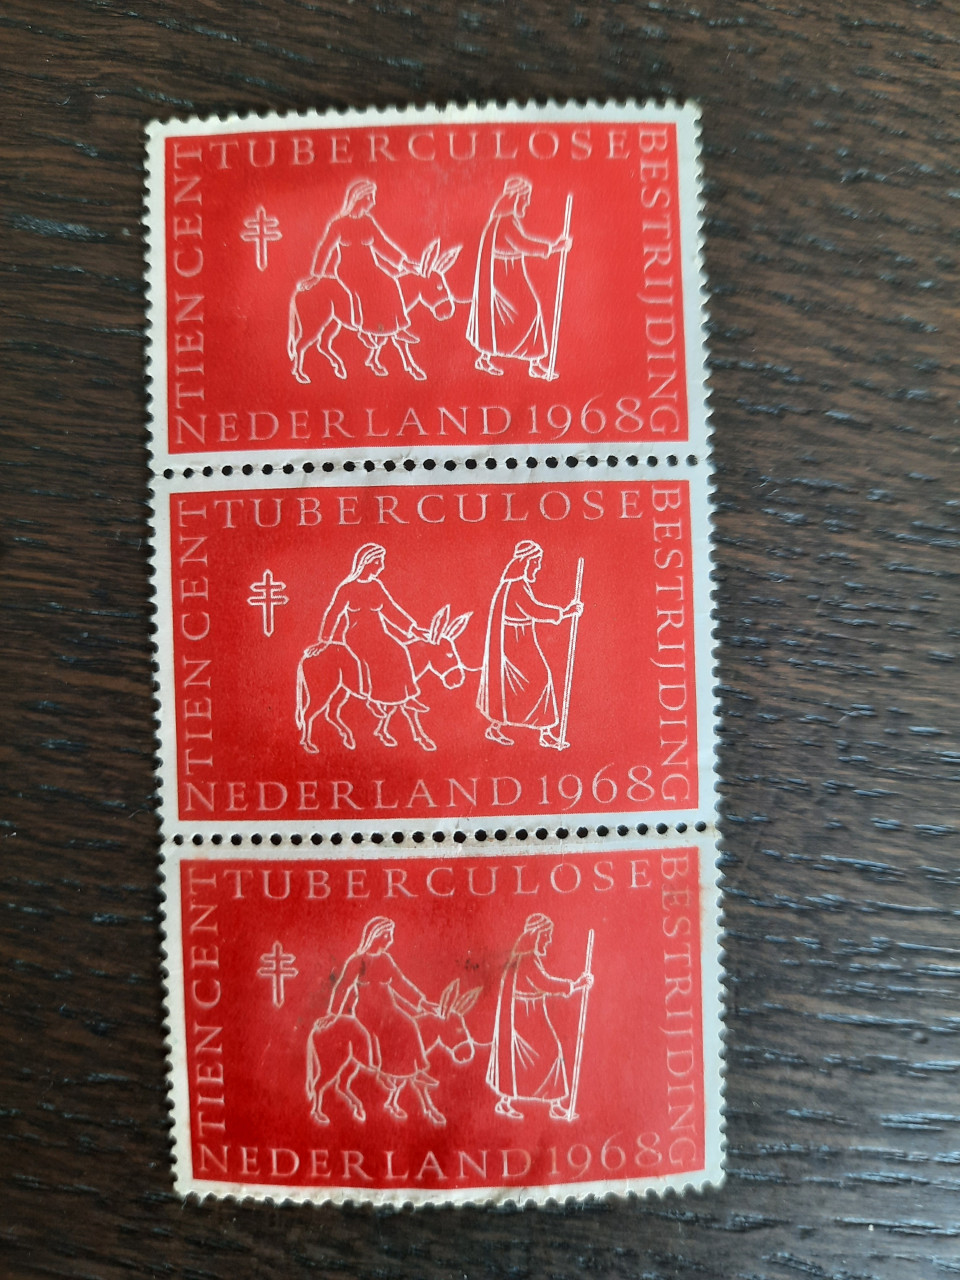 TUBERCULOSE
BESTRIJDING
TIEN CENT
NEDERLAND 1968
TUBERCULOSE
BESTRIJDING
TIEN CENT
NEDERLAND 1968
TUBERCULOSE
BESTRIJDING
TIEN CENT
NEDERLAND 1968